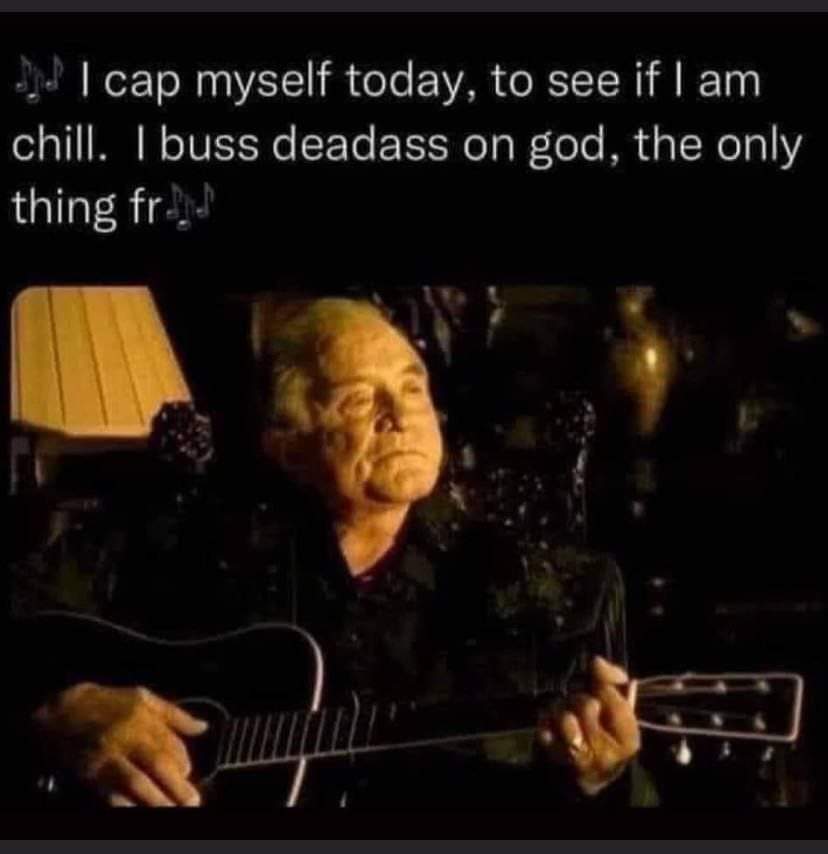 🎶 I cap myself today, to see if I am
chill.  I buss deadass on god, the only
thing fr🎶